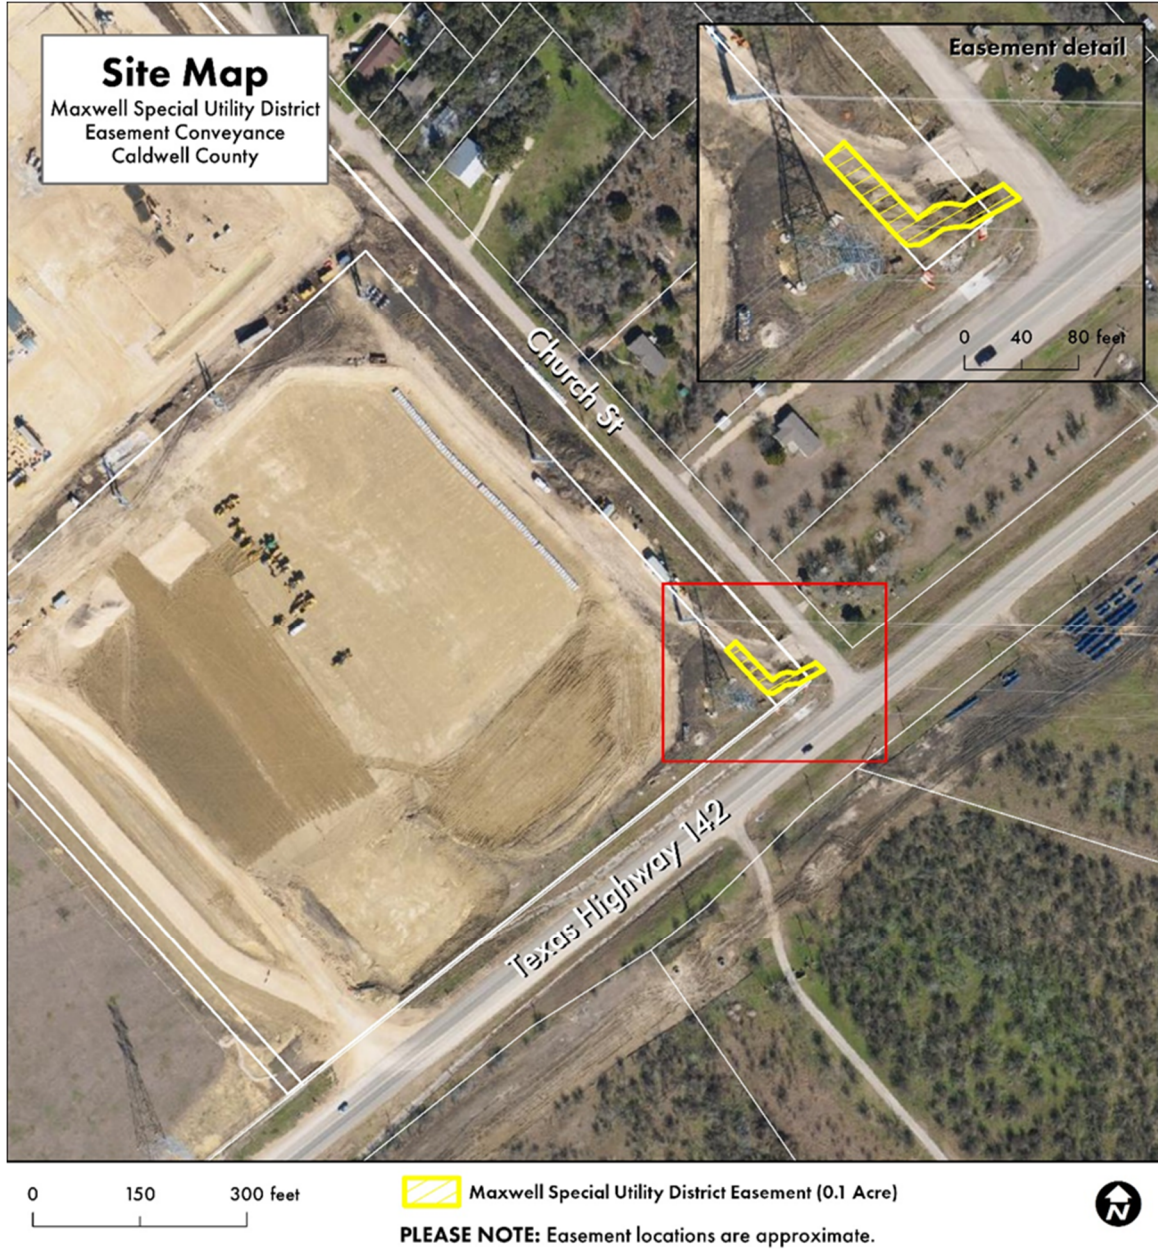 Site Map
Maxwell Special Utility District
Easement Conveyance
Caldwell County
Easement detail
0 40 80 feet
Church St
Texas Highway 142
0 150 300 feet
Maxwell Special Utility District Easement (0.1 Acre)
PLEASE NOTE: Easement locations are approximate.
N